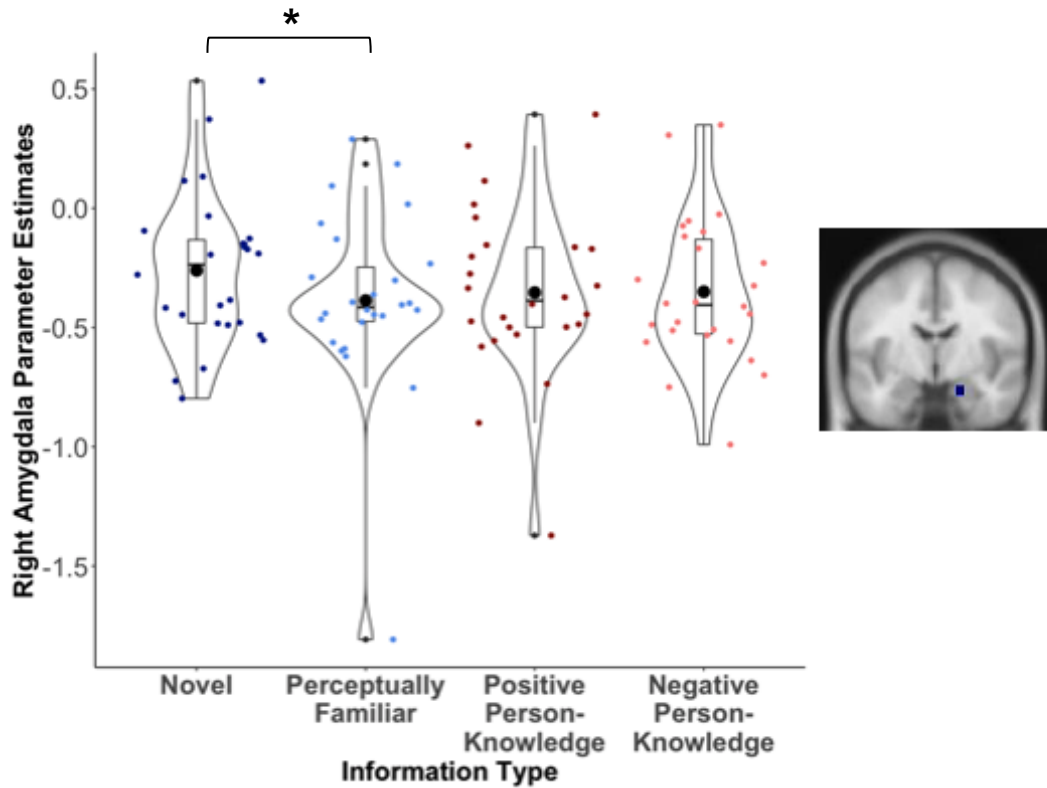 *
Right Amygdala Parameter Estimates
0.5
0.0
-0.5
-1.0
-1.5
Novel
Perceptually
Familiar
Positive
Person-
Knowledge
Negative
Person-
Knowledge
Information Type